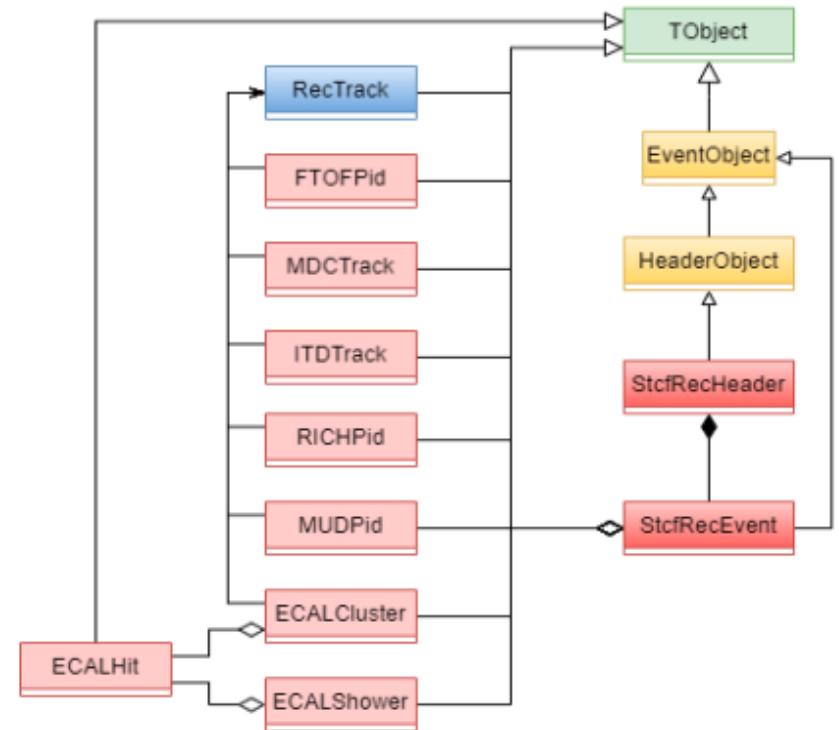 TObject
RecTrack
EventObject
FTOFPid
HeaderObject
MDCTrack
ITDTrack
StcfRecHeader
RICHPid
MUDPid
StcfRecEvent
ECALCluster
ECALHit
ECALShower